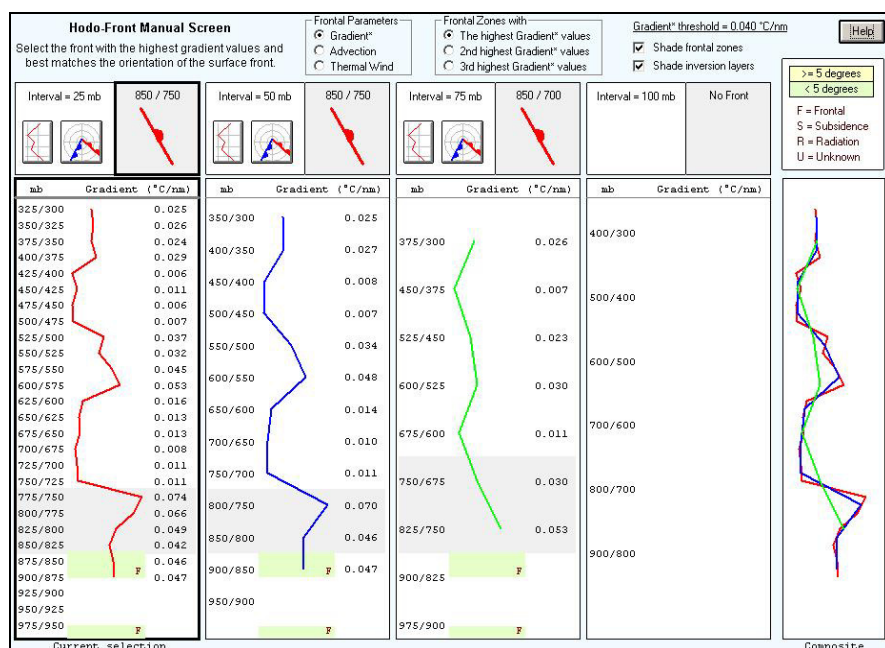 Hodo-Front Manual Screen
Select the front with the highest gradient values and
best matches the orientation of the surface front.
Frontal Parameters
Gradient*
Advection
Thermal Wind
Frontal Zones with
The highest Gradient* values
2nd highest Gradient* values
3rd highest Gradient* values
Gradient* threshold = 0.040 °C/nm
Shade frontal zones
Shade inversion layers
Help
>= 5 degrees
< 5 degrees
F = Frontal
S = Subsidence
R = Radiation
U = Unknown
Interval = 25 mb
850 / 750
Interval = 50 mb
850 / 750
Interval = 75 mb
850 / 700
Interval = 100 mb
No Front
mb Gradient (°C/nm)
325/300 0.025
350/325 0.026
375/350 0.024
400/375 0.029
425/400 0.006
450/425 0.011
475/450 0.006
500/475 0.007
525/500 0.037
550/525 0.032
575/550 0.045
600/575 0.053
625/600 0.016
650/625 0.013
675/650 0.013
700/675 0.008
725/700 0.011
750/725 0.011
775/750 0.074
800/775 0.066
825/800 0.049
850/825 0.042
875/850 0.046
900/875 F 0.047
925/900
950/925
975/950 F
Current selection
mb Gradient (°C/nm)
350/300 0.025
400/350 0.027
450/400 0.008
500/450 0.007
550/500 0.034
600/550 0.048
650/600 0.014
700/650 0.010
750/700 0.011
800/750 0.070
850/800 0.046
900/850 F 0.047
950/900
F
mb Gradient (°C/nm)
375/300 0.026
450/375 0.007
525/450 0.023
600/525 0.030
675/600 0.011
750/675 0.030
825/750 0.053
900/825 F
975/900 F
mb Gradient (°C/nm)
400/300
500/400
600/500
700/600
800/700
900/800
Composite